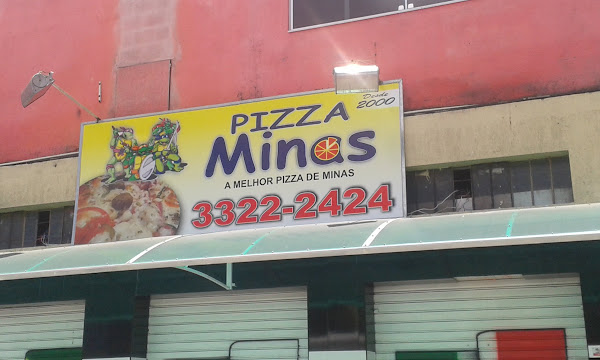 PIZZA
Desde
2000
Minas
A MELHOR PIZZA DE MINAS
3322-2424